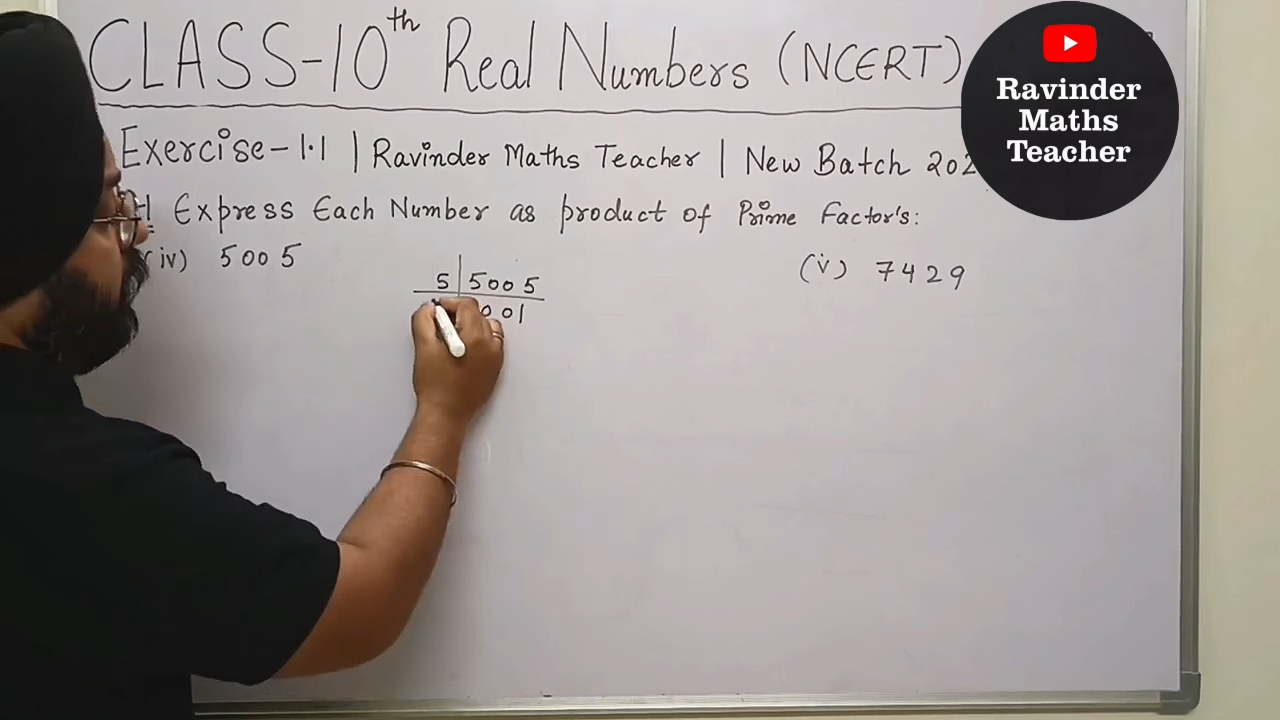 CLASS-10th Real Numbers (NCERT)
Ravinder
Maths
Teacher
Exercise-1.1 | Ravinder Maths Teacher | New Batch 202
Express Each Number as product of Prime Factor's:
iv) 5005
(v) 7429
5 5005
001